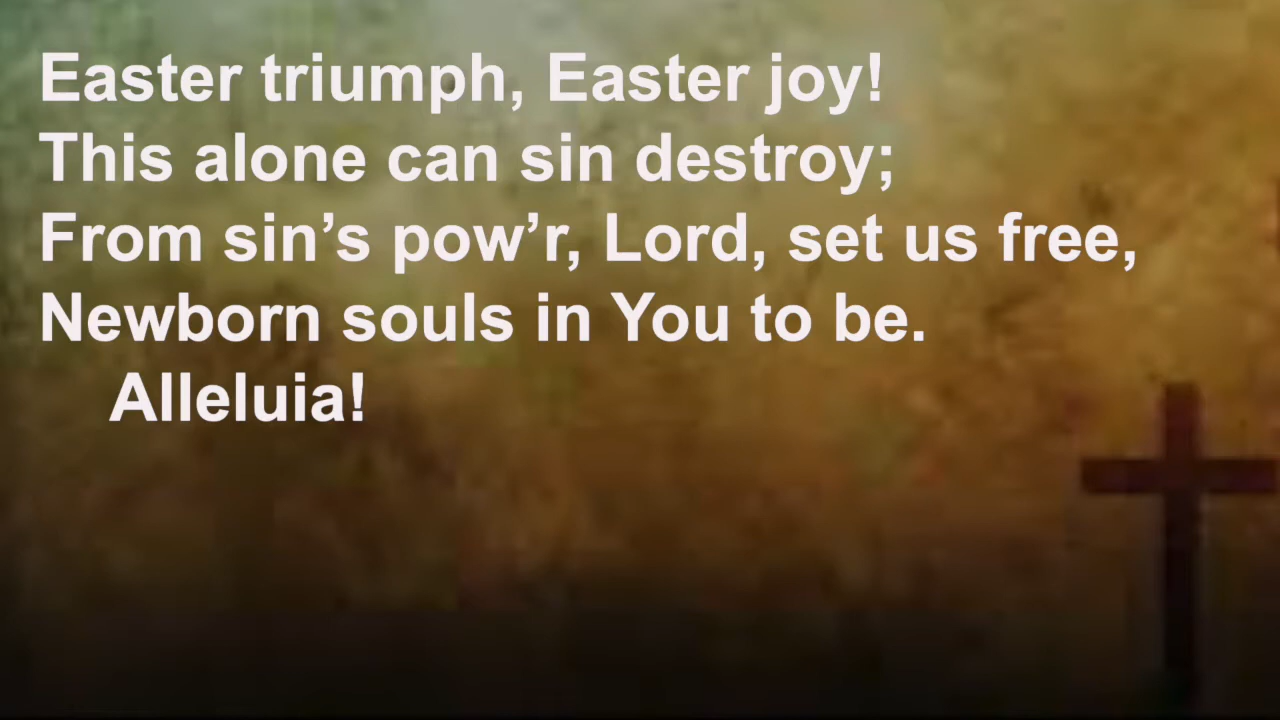 Easter triumph, Easter joy!
This alone can sin destroy;
From sin’s pow’r, Lord, set us free,
Newborn souls in You to be.
Alleluia!